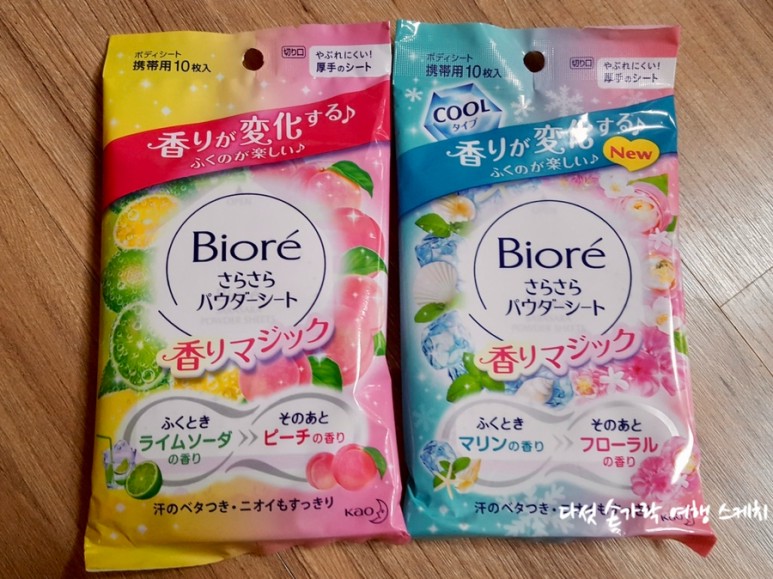 ボディシート
携帯用10枚入
切り口
やぶれにくい!
厚手のシート
香りが変化する♪
ふくのが楽しい♪
Bioré
さらさら
パウダーシート
香りマジック
ふくとき
ライムソーダ
の香り
そのあと
ピーチの香り
汗のベタつき・ニオイもすっきり
Kao
ボディシート
携帯用10枚入
切り口
やぶれにくい!
厚手のシート
COOL
タイプ
香りが変化する♪
ふくのが楽しい♪
New
Bioré
さらさら
パウダーシート
香りマジック
ふくとき
マリンの香り
そのあと
フローラル
の香り
汗のベタつき・
Kao
다섯 손가락 여행 스케치